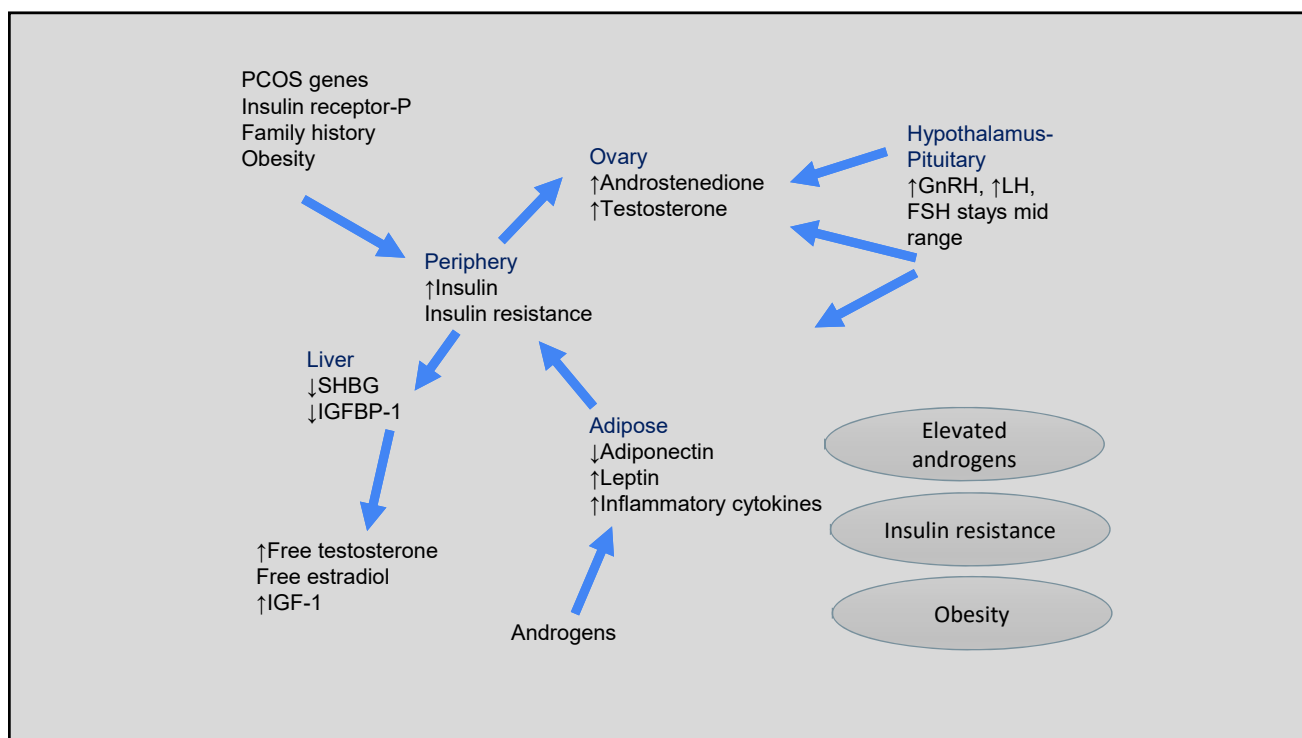 PCOS genes
Insulin receptor-P
Family history
Obesity
Ovary
↑Androstenedione
↑Testosterone
Hypothalamus-
Pituitary
↑GnRH, ↑LH,
FSH stays mid
range
Periphery
↑Insulin
Insulin resistance
Liver
↓SHBG
↓IGFBP-1
Adipose
↓Adiponectin
↑Leptin
↑Inflammatory cytokines
Elevated
androgens
Insulin resistance
Obesity
↑Free testosterone
Free estradiol
↑IGF-1
Androgens